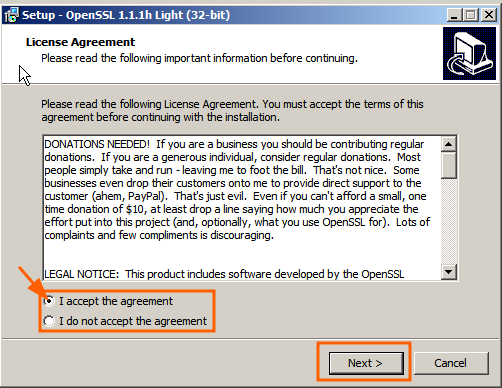 Setup - OpenSSL 1.1.1h Light (32-bit)
License Agreement
Please read the following important information before continuing.
Please read the following License Agreement. You must accept the terms of this
agreement before continuing with the installation.
DONATIONS NEEDED!  If you are a business you should be contributing regular
donations.  If you are a generous individual, consider regular donations.  Most
people simply take and run - leaving me to foot the bill.  That's not nice.  Some
businesses even drop their customers onto me to provide direct support to the
customer (ahem, PayPal).  That's just evil.  Even if you can't afford a small, one
time donation of $10, at least drop a line saying how much you appreciate the
effort put into this project (and, optionally, what you use OpenSSL for).  Lots of
complaints and few compliments is discouraging.
LEGAL NOTICE:  This product includes software developed by the OpenSSL
I accept the agreement
I do not accept the agreement
Next >
Cancel